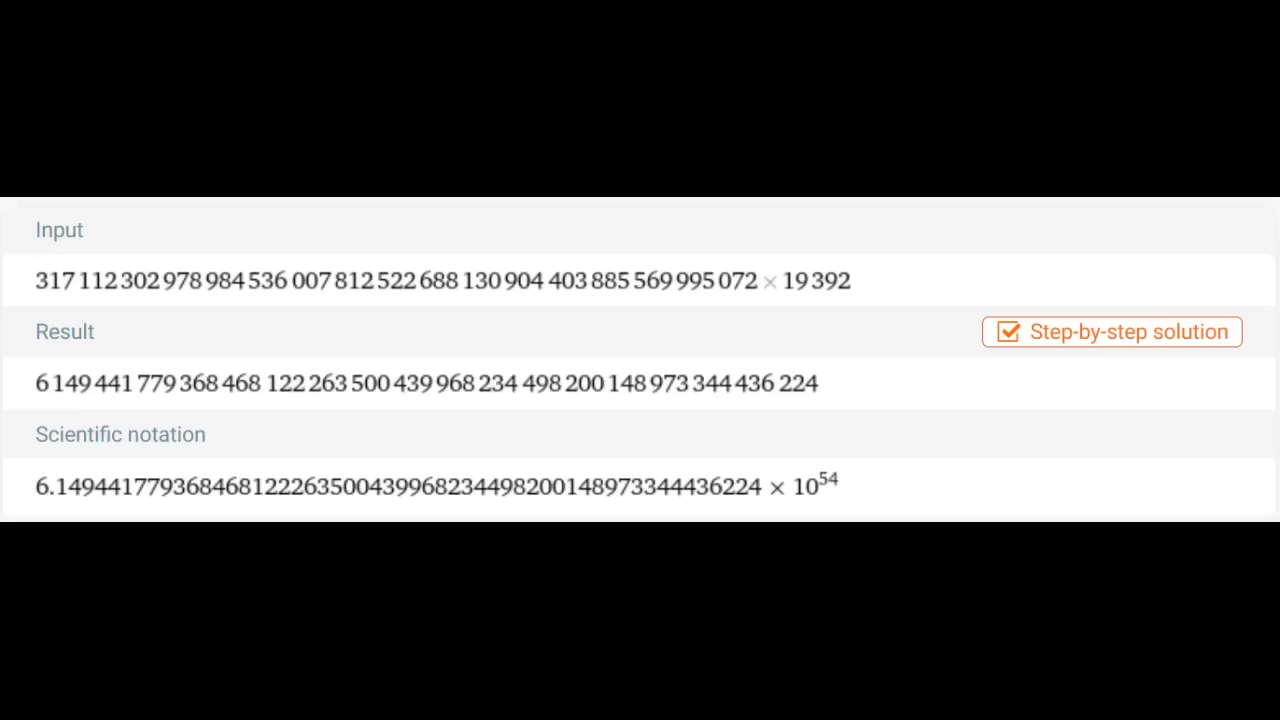 Input
317 112 302 978 984 536 007 812 522 688 130 904 403 885 569 995 072 × 19 392
Result
Step-by-step solution
6 149 441 779 368 468 122 263 500 439 968 234 498 200 148 973 344 436 224
Scientific notation
6.149441779368468122263500439968234498200148973344436224 × 10^54